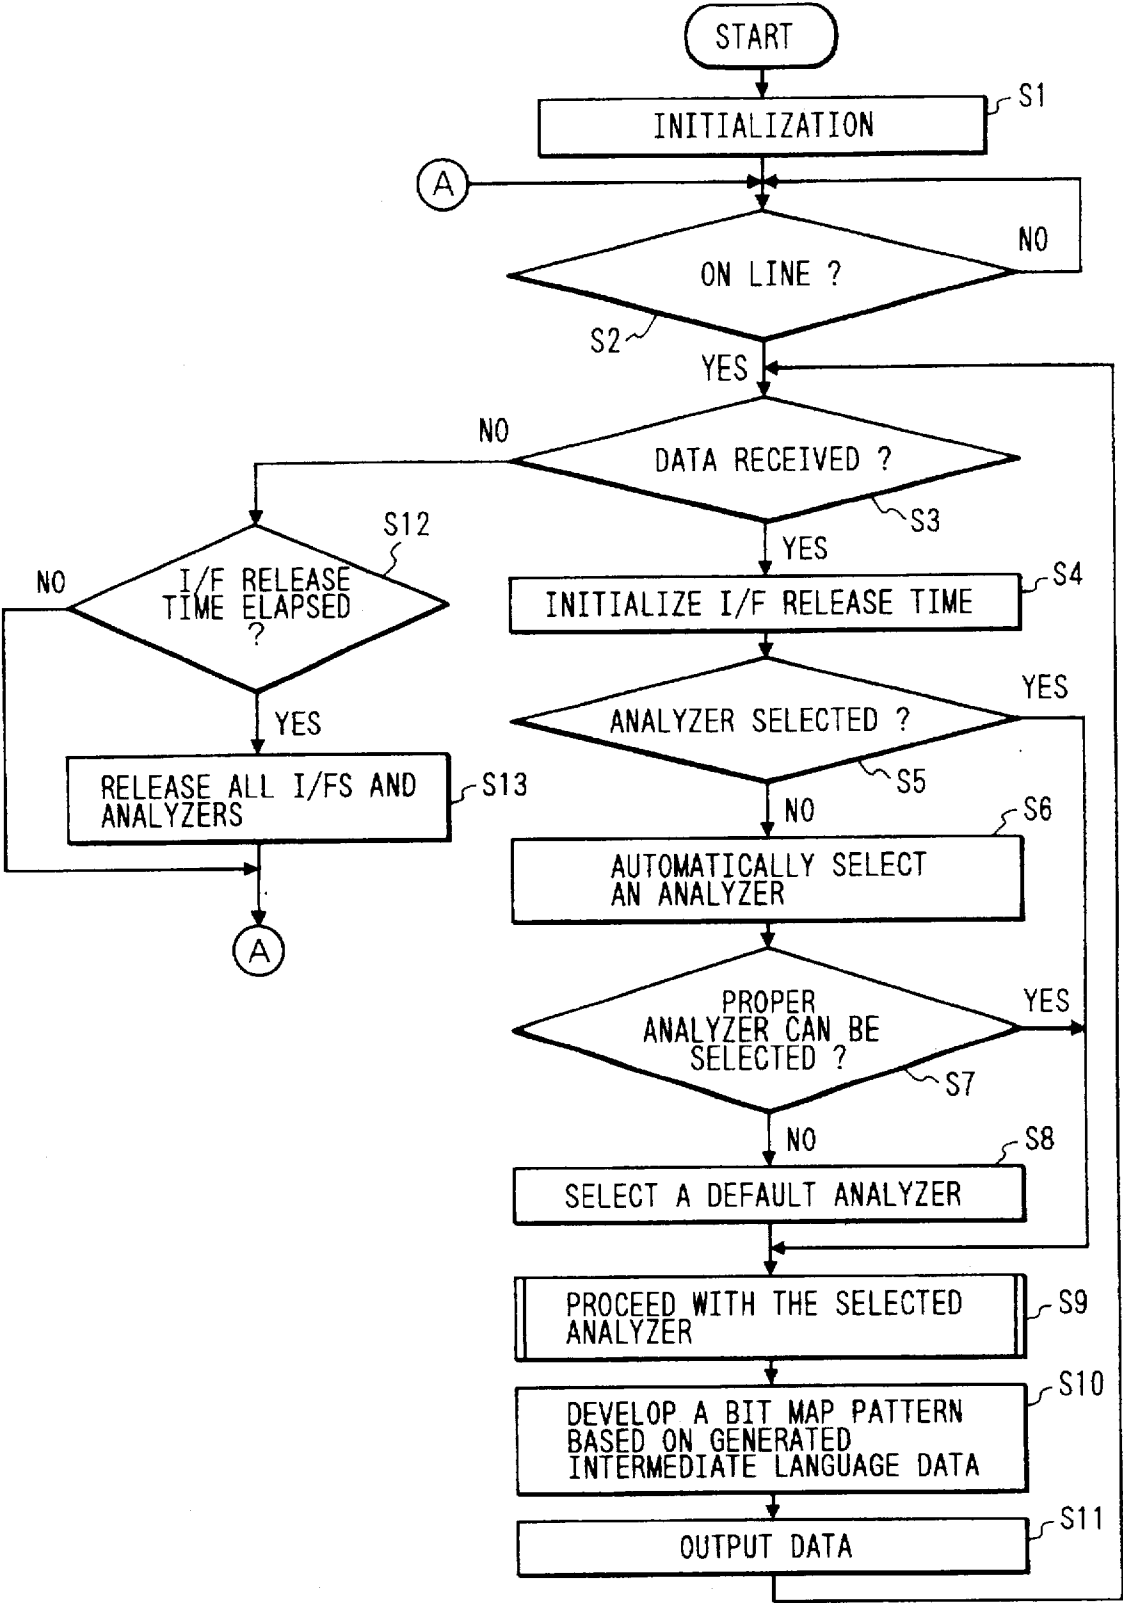 START
INITIALIZATION
S1
A
NO
ON LINE ?
S2
YES
NO
DATA RECEIVED ?
S3
S12
YES
NO
I/F RELEASE
TIME ELAPSED
?
S4
INITIALIZE I/F RELEASE TIME
YES
YES
ANALYZER SELECTED ?
S5
RELEASE ALL I/FS AND
ANALYZERS
S13
NO
S6
AUTOMATICALLY SELECT
AN ANALYZER
A
PROPER
ANALYZER CAN BE
SELECTED ?
YES
S7
NO
S8
SELECT A DEFAULT ANALYZER
PROCEED WITH THE SELECTED
ANALYZER
S9
S10
DEVELOP A BIT MAP PATTERN
BASED ON GENERATED
INTERMEDIATE LANGUAGE DATA
S11
OUTPUT DATA